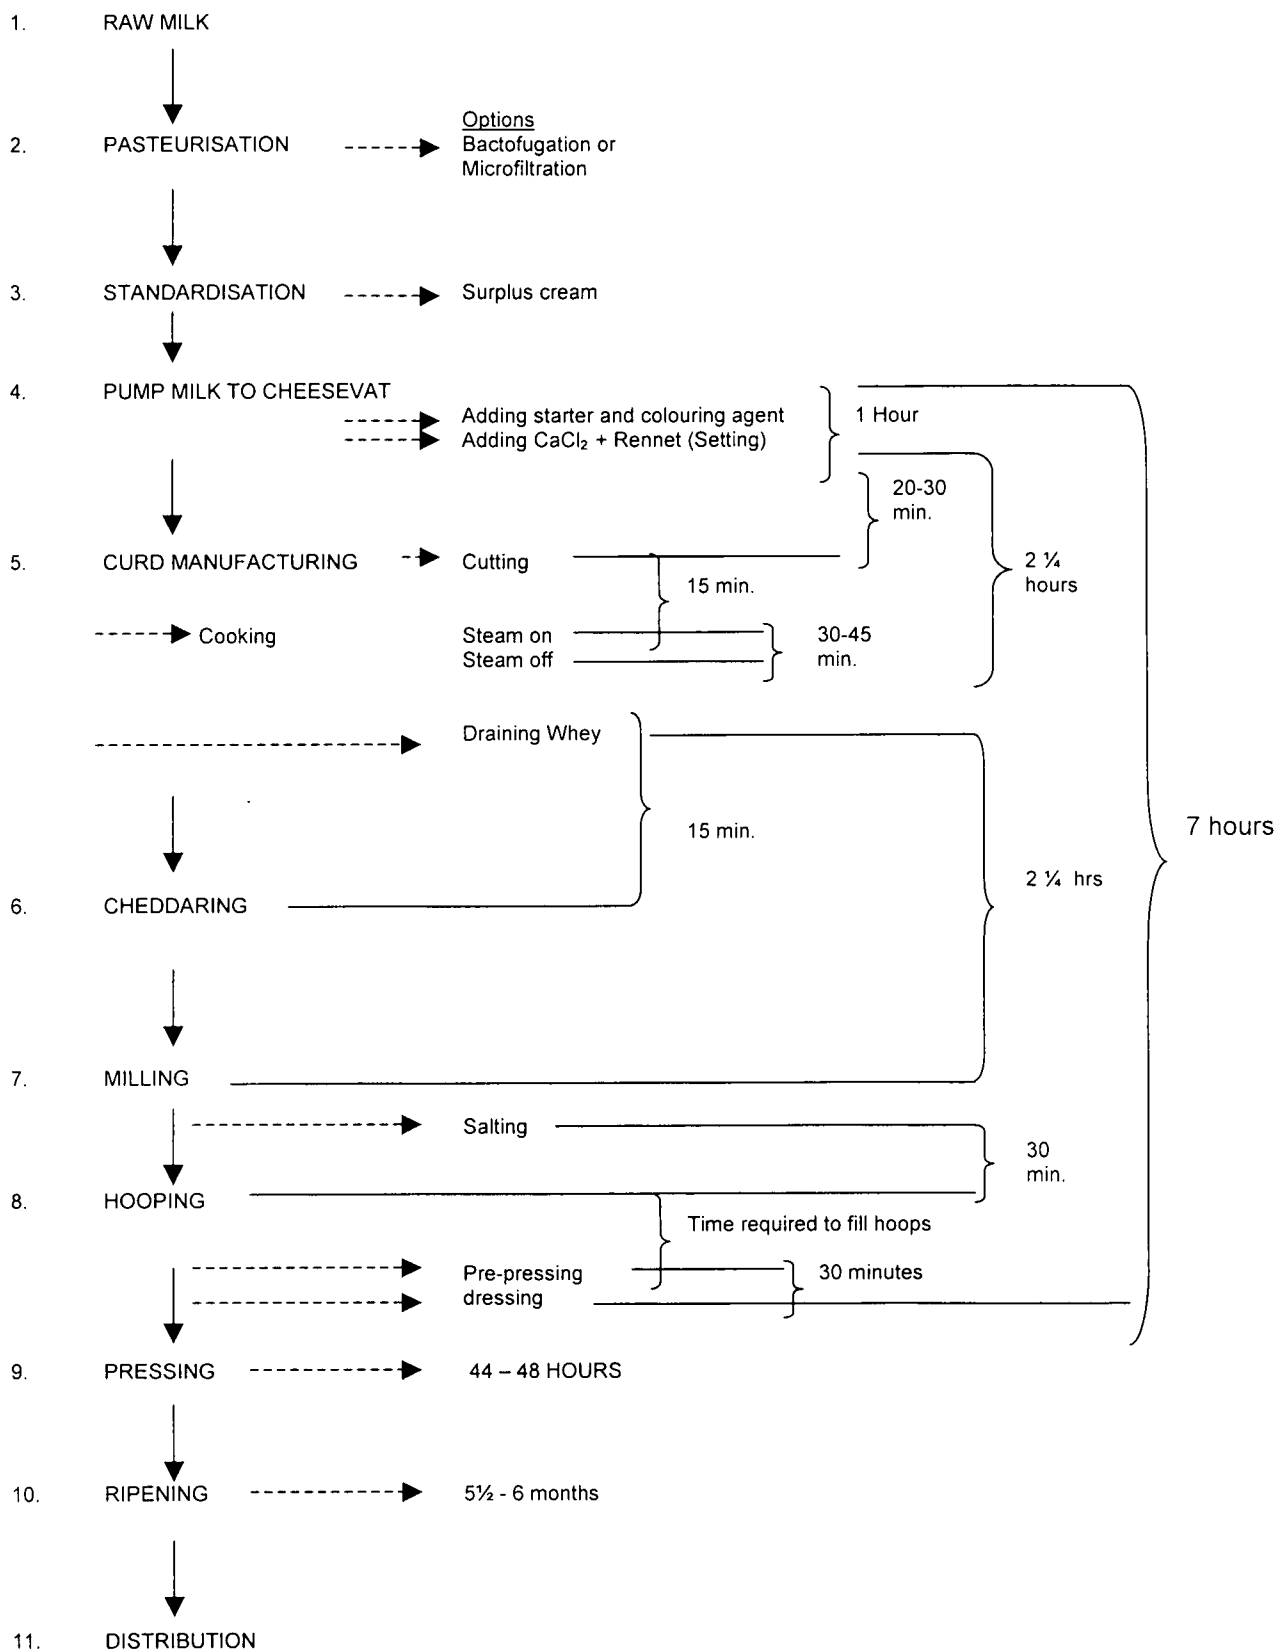 1. RAW MILK
Options
2. PASTEURISATION Bactofugation or
Microfiltration
3. STANDARDISATION Surplus cream
4. PUMP MILK TO CHEESEVAT
Adding starter and colouring agent 1 Hour
Adding CaCl₂ + Rennet (Setting)
20-30
min.
5. CURD MANUFACTURING Cutting 2 ¼
hours
15 min.
Cooking Steam on 30-45
Steam off min.
Draining Whey
15 min. 7 hours
2 ¼ hrs
6. CHEDDARING
7. MILLING
Salting
30
min.
8. HOOPING
Time required to fill hoops
Pre-pressing 30 minutes
dressing
9. PRESSING 44 – 48 HOURS
10. RIPENING 5½ - 6 months
11. DISTRIBUTION